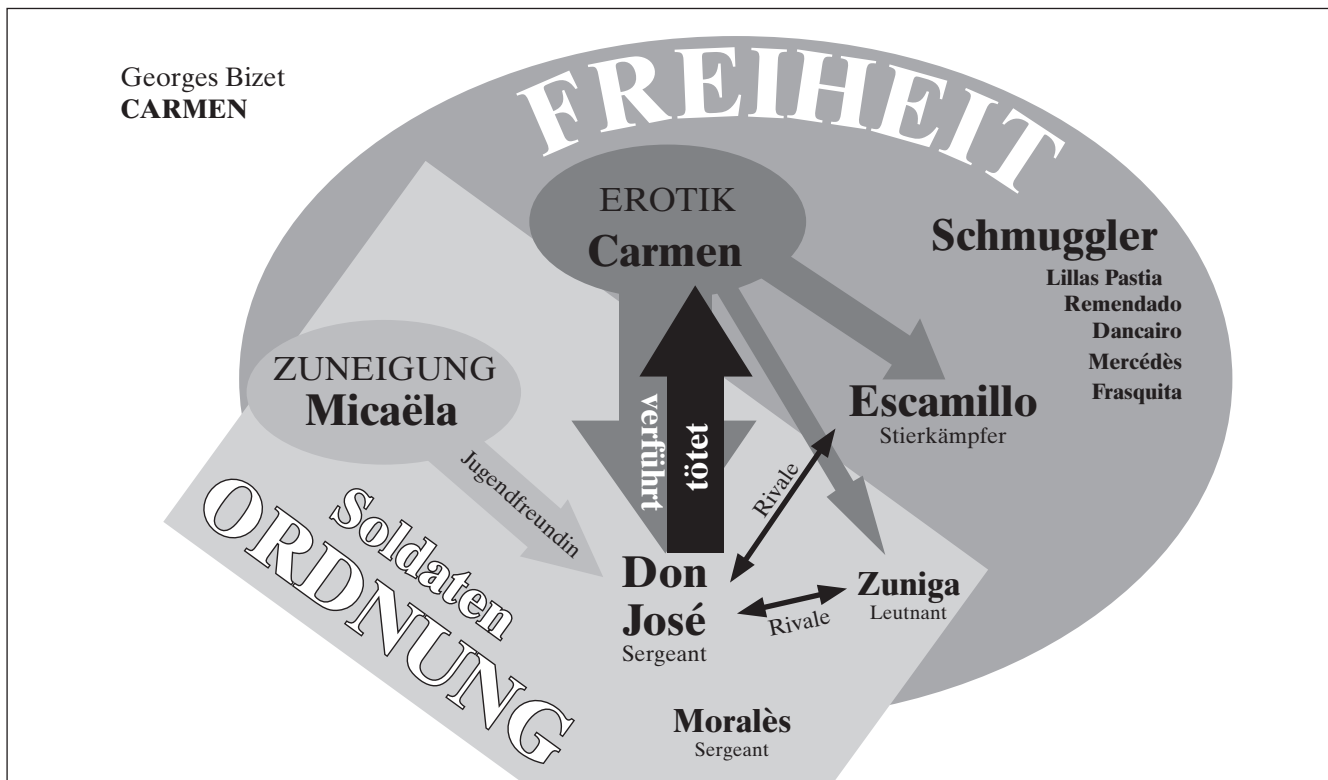 Georges Bizet
CARMEN
FREIHEIT
EROTIK
Carmen
Schmuggler
Lillas Pastia
Remendado
Dancairo
Mercédès
Frasquita
ZUNEIGUNG
Micaëla
Escamillo
Stierkämpfer
verführt
tötet
Jugendfreundin
Rivale
Soldaten
ORDNUNG
Don
José
Sergeant
Rivale
Zuniga
Leutnant
Moralès
Sergeant